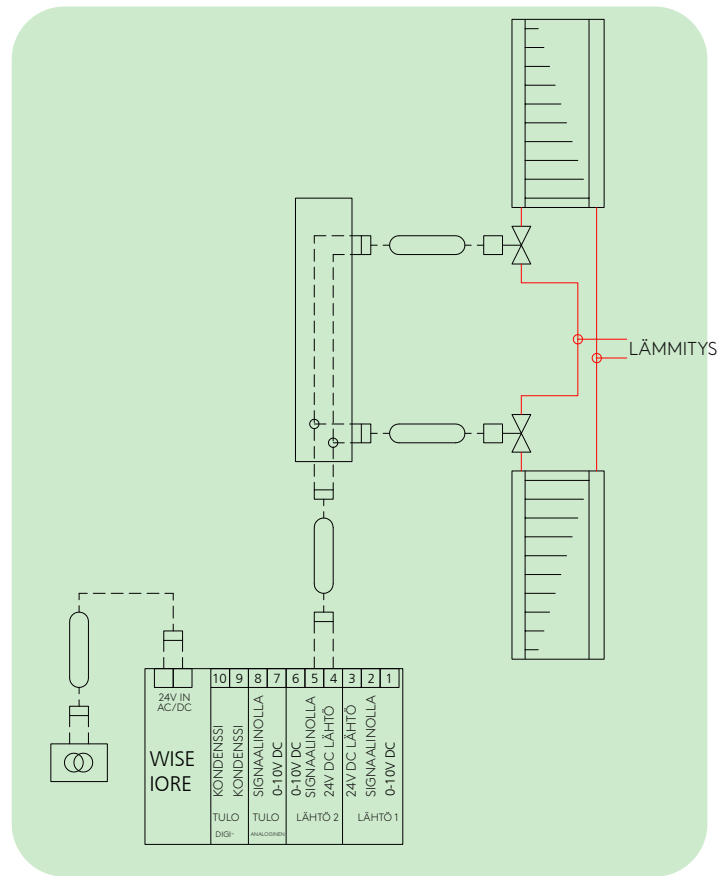 LÄMMITYS
24V IN
AC/DC
10 9 8 7 6 5 4 3 2 1
WISE
IORE
KONDENSSI
KONDENSSI
SIGNAALINOLLA
0-10V DC
0-10V DC
SIGNAALINOLLA
24V DC LÄHTÖ
24V DC LÄHTÖ
SIGNAALINOLLA
0-10V DC
TULO
TULO
LÄHTÖ 2
LÄHTÖ 1
DIGI-
ANALOGINEN